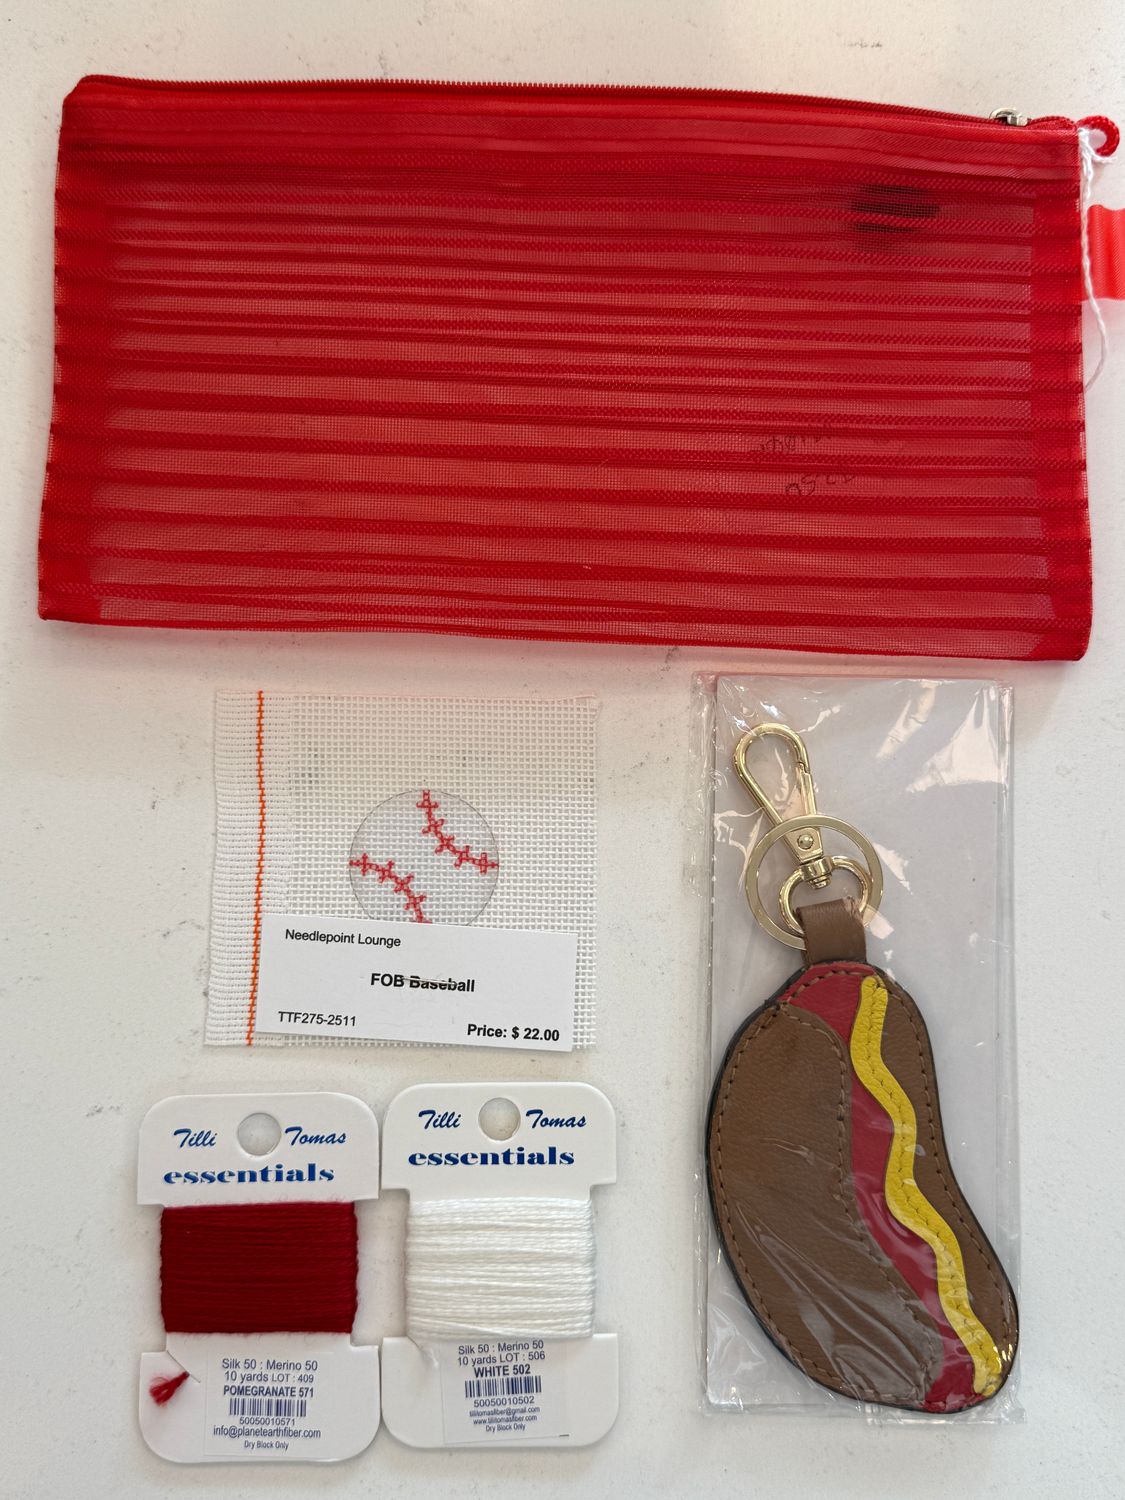 Needlepoint Lounge
FOB Baseball
TTF275-2511
Price: $ 22.00
Tilli Tomas
essentials
Silk 50 : Merino 50
10 yards LOT : 409
POMEGRANATE 571
50050010571
info@planetearthfiber.com
Dry Block Only
Tilli Tomas
essentials
Silk 50 : Merino 50
10 yards LOT : 506
WHITE 502
50050010502
tillitomasfiber@gmail.com
www.tillitomasfiber.com
Dry Block Only